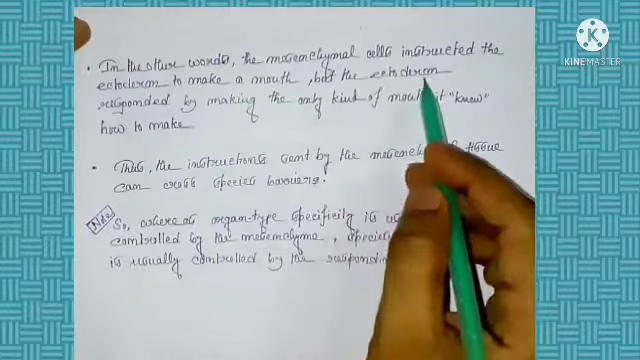 In the other words, the mesenchymal cells instructed the
ectoderm to make a mouth, but the ectoderm
responded by making the only kind of mouth it "knew"
how to make
Thus, the instructions sent by the mesenchymal tissue
can cross species barriers.
Note
So, whereas organ-type specificity is
controlled by the mesenchyme, species
is usually controlled by the
Made with
KINEMASTER